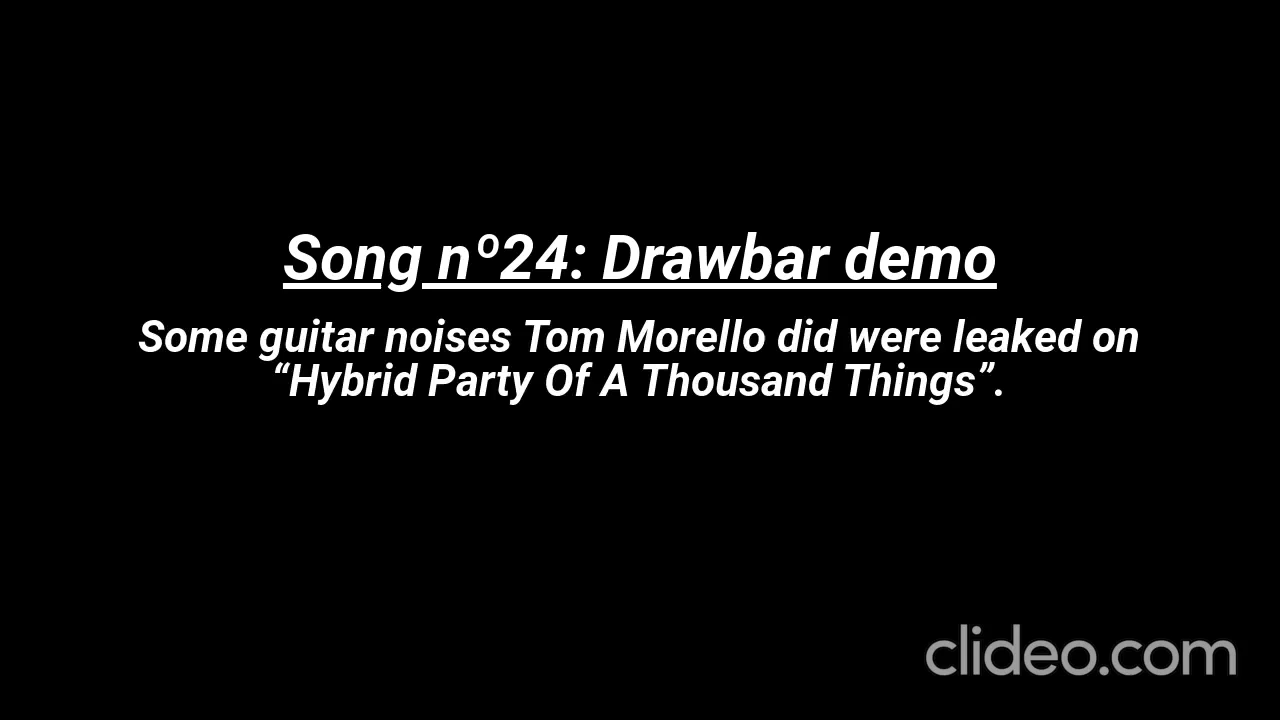 Song nº24: Drawbar demo
Some guitar noises Tom Morello did were leaked on
“Hybrid Party Of A Thousand Things”.
clideo.com